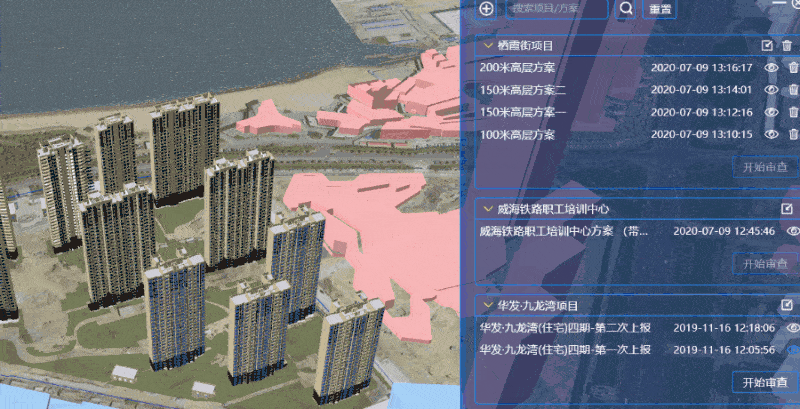 搜索项目/方案
重置
栖霞街项目
200米高层方案 2020-07-09 13:16:17
150米高层方案二 2020-07-09 13:14:01
150米高层方案一 2020-07-09 13:12:16
100米高层方案 2020-07-09 13:10:15
开始审查
威海铁路职工培训中心
威海铁路职工培训中心方案 （带... 2020-07-09 12:45:46
开始审查
华发·九龙湾项目
华发·九龙湾(住宅)四期-第二次上报 2019-11-16 12:18:06
华发·九龙湾(住宅)四期-第一次上报 2019-11-16 12:05:56
开始审查